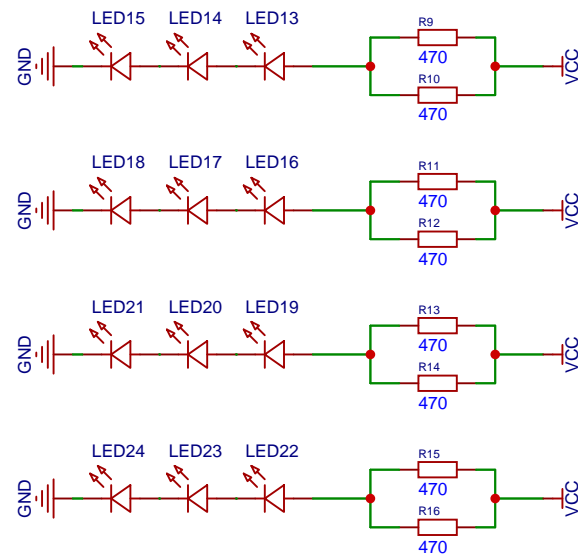 LED15 LED14 LED13
R9
470
R10
470
GND
VCC
LED18 LED17 LED16
R11
470
R12
470
GND
VCC
LED21 LED20 LED19
R13
470
R14
470
GND
VCC
LED24 LED23 LED22
R15
470
R16
470
GND
VCC